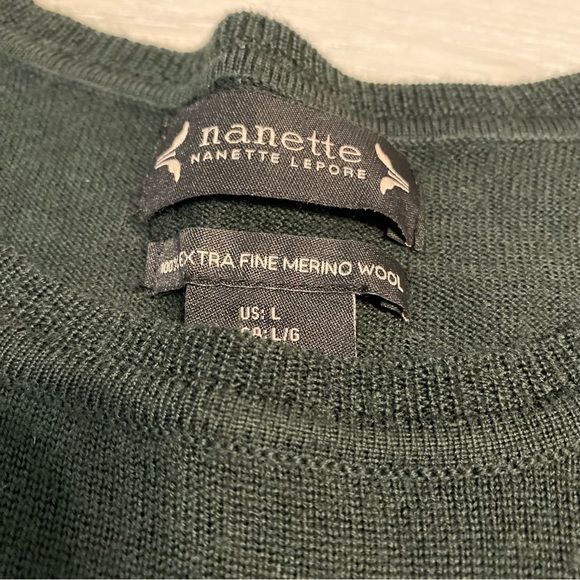 nanette
NANETTE LEPORE
100% EXTRA FINE MERINO WOOL
US: L
CA: L/G